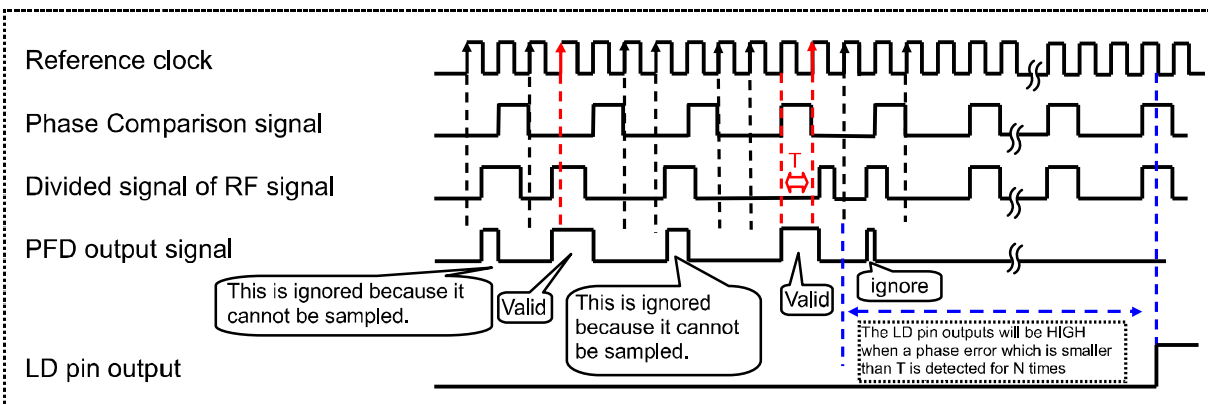 Reference clock
Phase Comparison signal
Divided signal of RF signal
T
PFD output signal
This is ignored because it
cannot be sampled.
Valid
This is ignored
because it cannot
be sampled.
Valid
ignore
The LD pin outputs will be HIGH
when a phase error which is smaller
than T is detected for N times
LD pin output